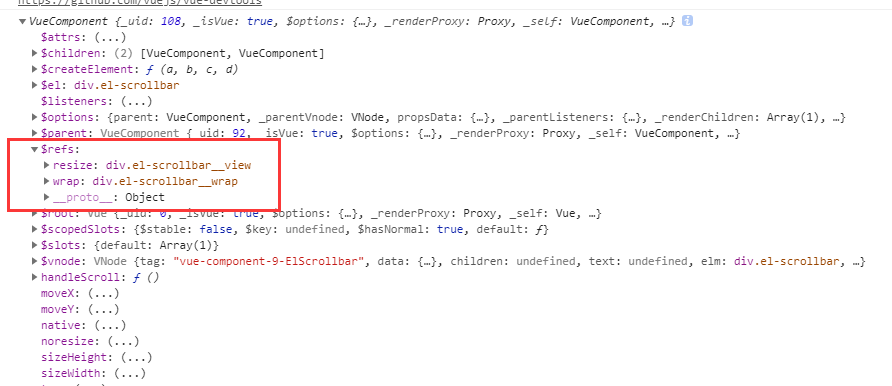 https://github.com/vuejs/vue-devtools
VueComponent {_uid: 108, _isVue: true, $options: {…}, _renderProxy: Proxy, _self: VueComponent, …} i
$attrs: (...)
$children: (2) [VueComponent, VueComponent]
$createElement: ƒ (a, b, c, d)
$el: div.el-scrollbar
$listeners: (...)
$options: {parent: VueComponent, _parentVnode: VNode, propsData: {…}, _parentListeners: {…}, _renderChildren: Array(1), …}
$parent: VueComponent {_uid: 92, _isVue: true, $options: {…}, _renderProxy: Proxy, _self: VueComponent, …}
$refs:
resize: div.el-scrollbar__view
wrap: div.el-scrollbar__wrap
__proto__: Object
$root: Vue {_uid: 0, _isVue: true, $options: {…}, _renderProxy: Proxy, _self: Vue, …}
$scopedSlots: {$stable: false, $key: undefined, $hasNormal: true, default: ƒ}
$slots: {default: Array(1)}
$vnode: VNode {tag: "vue-component-9-ElScrollbar", data: {…}, children: undefined, text: undefined, elm: div.el-scrollbar, …}
handleScroll: ƒ ()
moveX: (...)
moveY: (...)
native: (...)
noresize: (...)
sizeHeight: (...)
sizeWidth: (...)